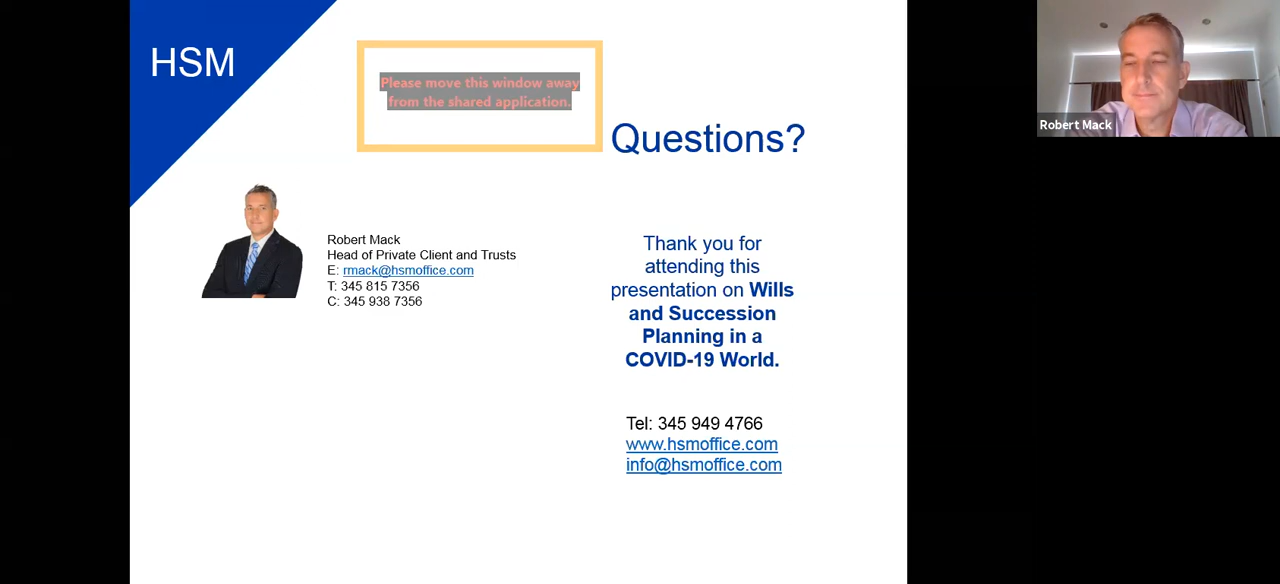 HSM
Please move this window away
from the shared application.
Questions?
Robert Mack
Robert Mack
Head of Private Client and Trusts
E: rmack@hsmoffice.com
T: 345 815 7356
C: 345 938 7356
Thank you for
attending this
presentation on Wills
and Succession
Planning in a
COVID-19 World.
Tel: 345 949 4766
www.hsmoffice.com
info@hsmoffice.com